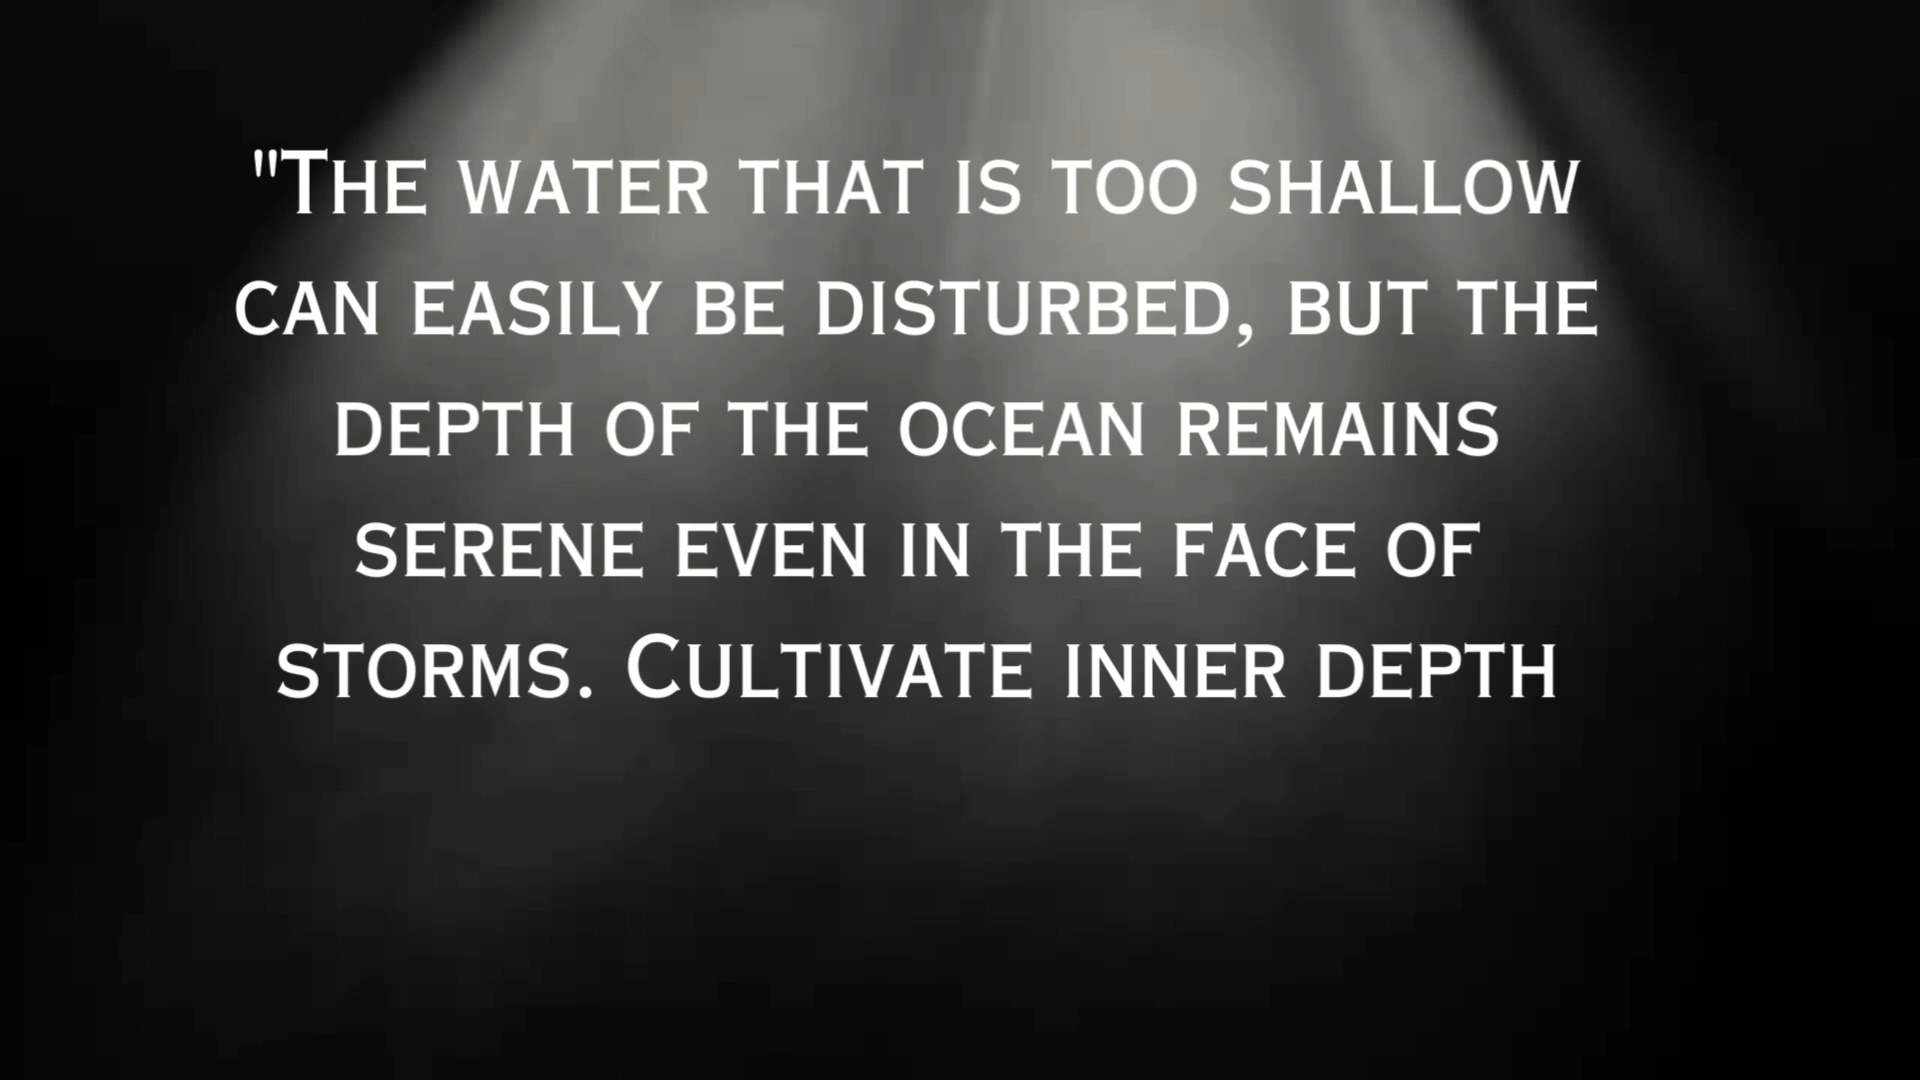 "The water that is too shallow
can easily be disturbed, but the
depth of the ocean remains
serene even in the face of
storms. Cultivate inner depth